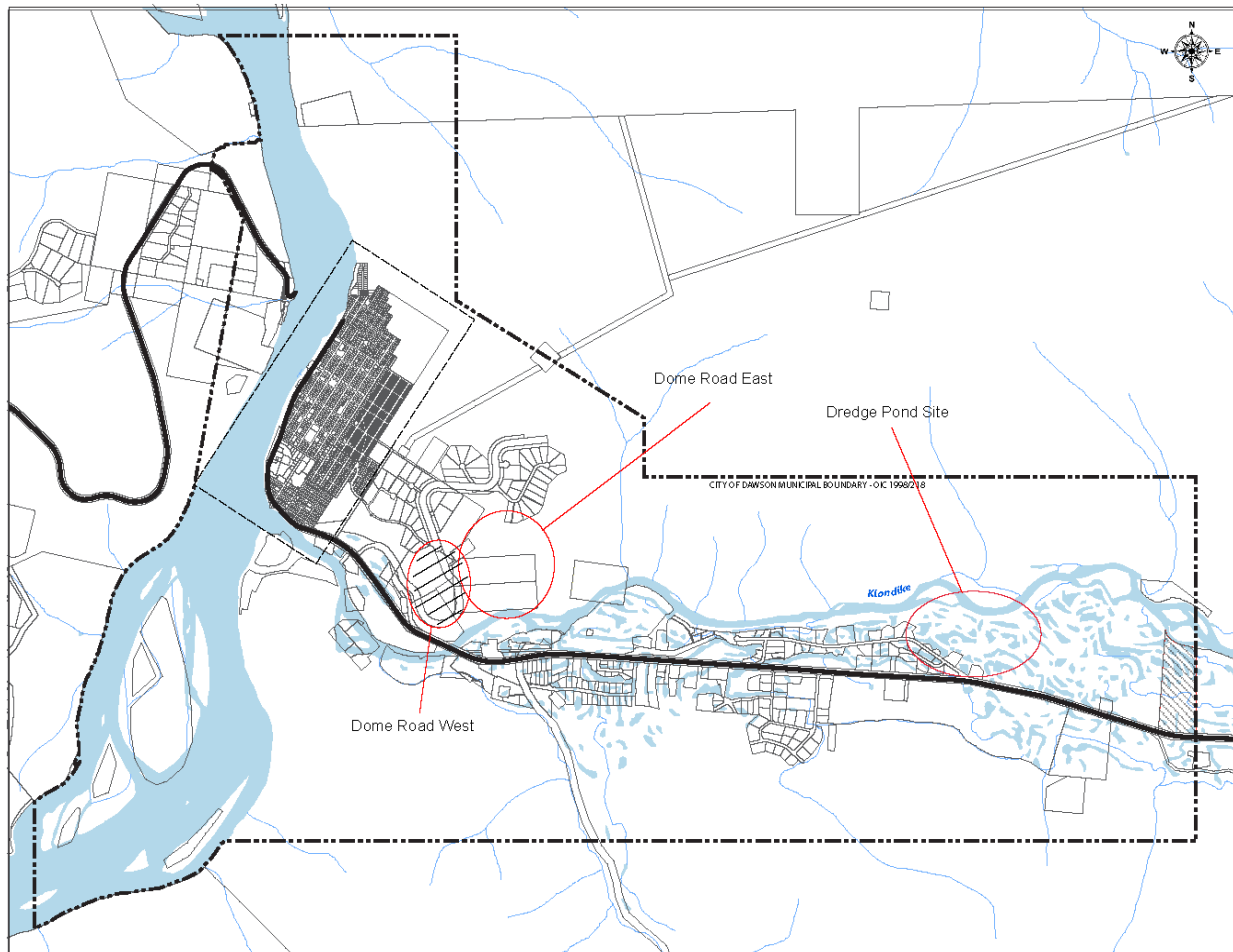 N
W E
S
Dome Road East
Dredge Pond Site
CITY OF DAWSON MUNICIPAL BOUNDARY - OIC 1998/218
Klondike
Dome Road West